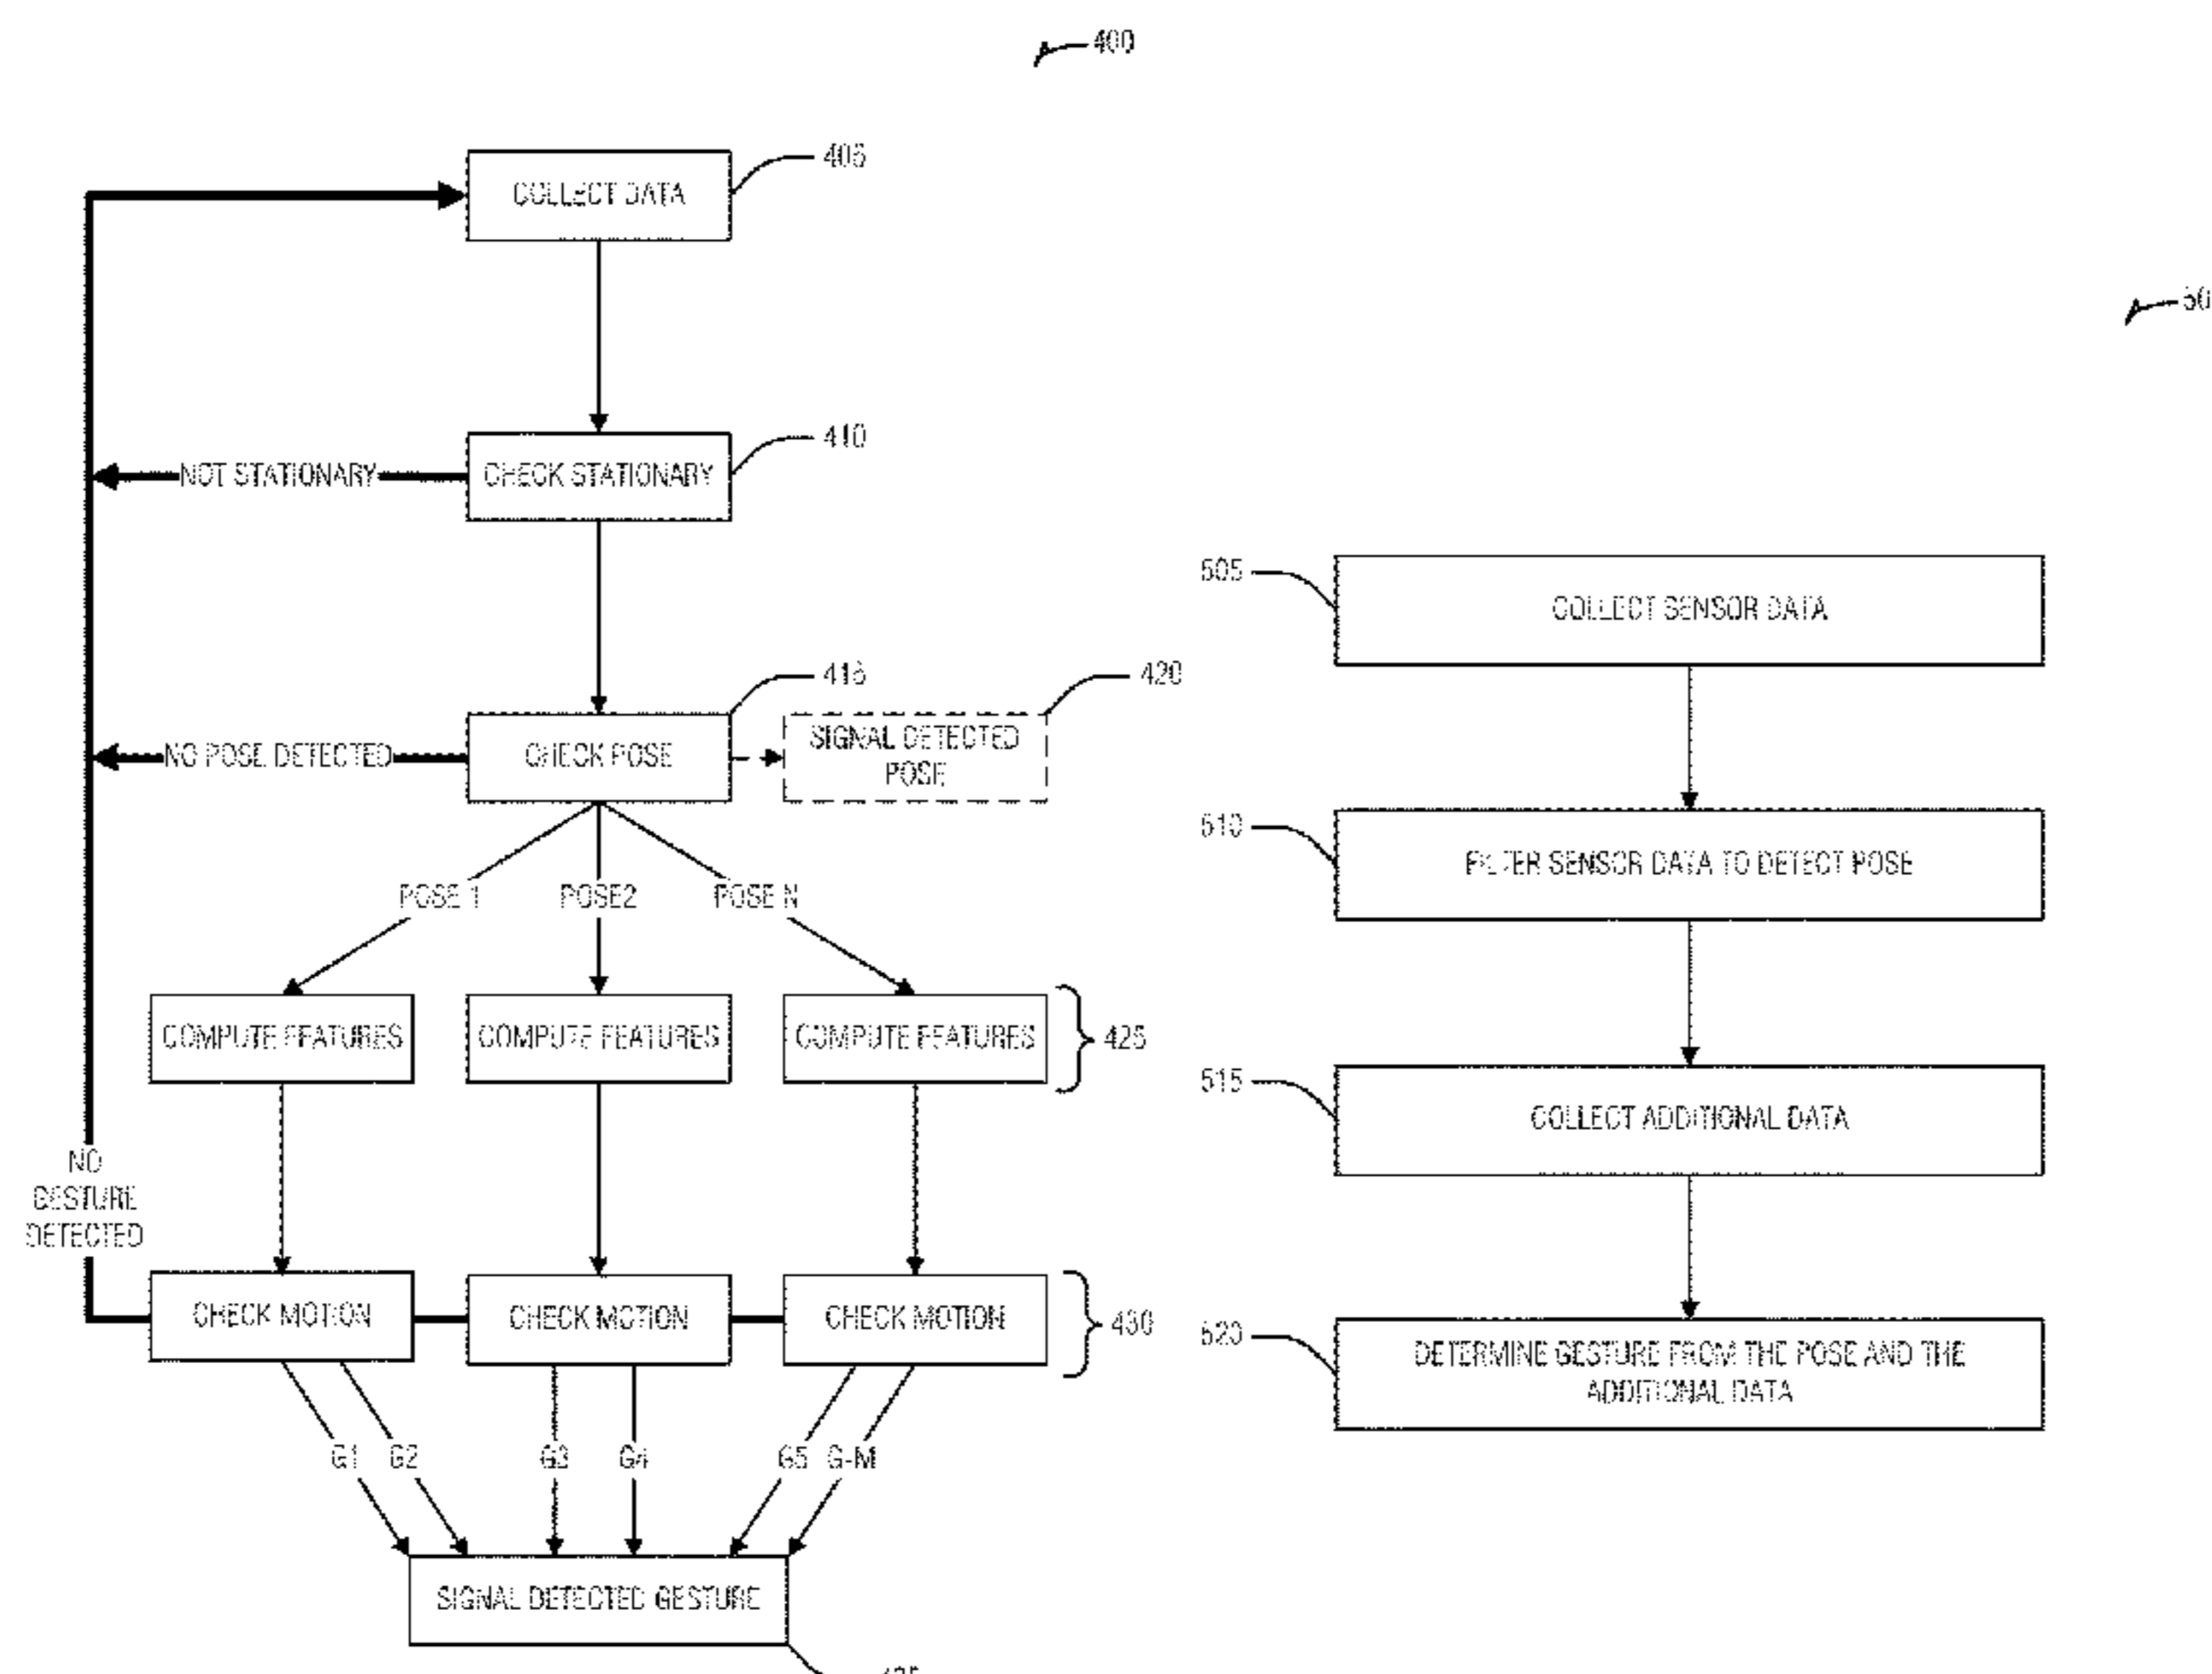 400
405
COLLECT DATA
410
NOT STATIONARY
CHECK STATIONARY
415
420
NO POSE DETECTED
CHECK POSE
SIGNAL DETECTED
POSE
POSE 1
POSE2
POSE N
COMPUTE FEATURES
COMPUTE FEATURES
COMPUTE FEATURES
425
NO
GESTURE
DETECTED
CHECK MOTION
CHECK MOTION
CHECK MOTION
430
G1
G2
G3
G4
G5
G-M
SIGNAL DETECTED GESTURE
505
COLLECT SENSOR DATA
510
FILTER SENSOR DATA TO DETECT POSE
515
COLLECT ADDITIONAL DATA
520
DETERMINE GESTURE FROM THE POSE AND THE
ADDITIONAL DATA